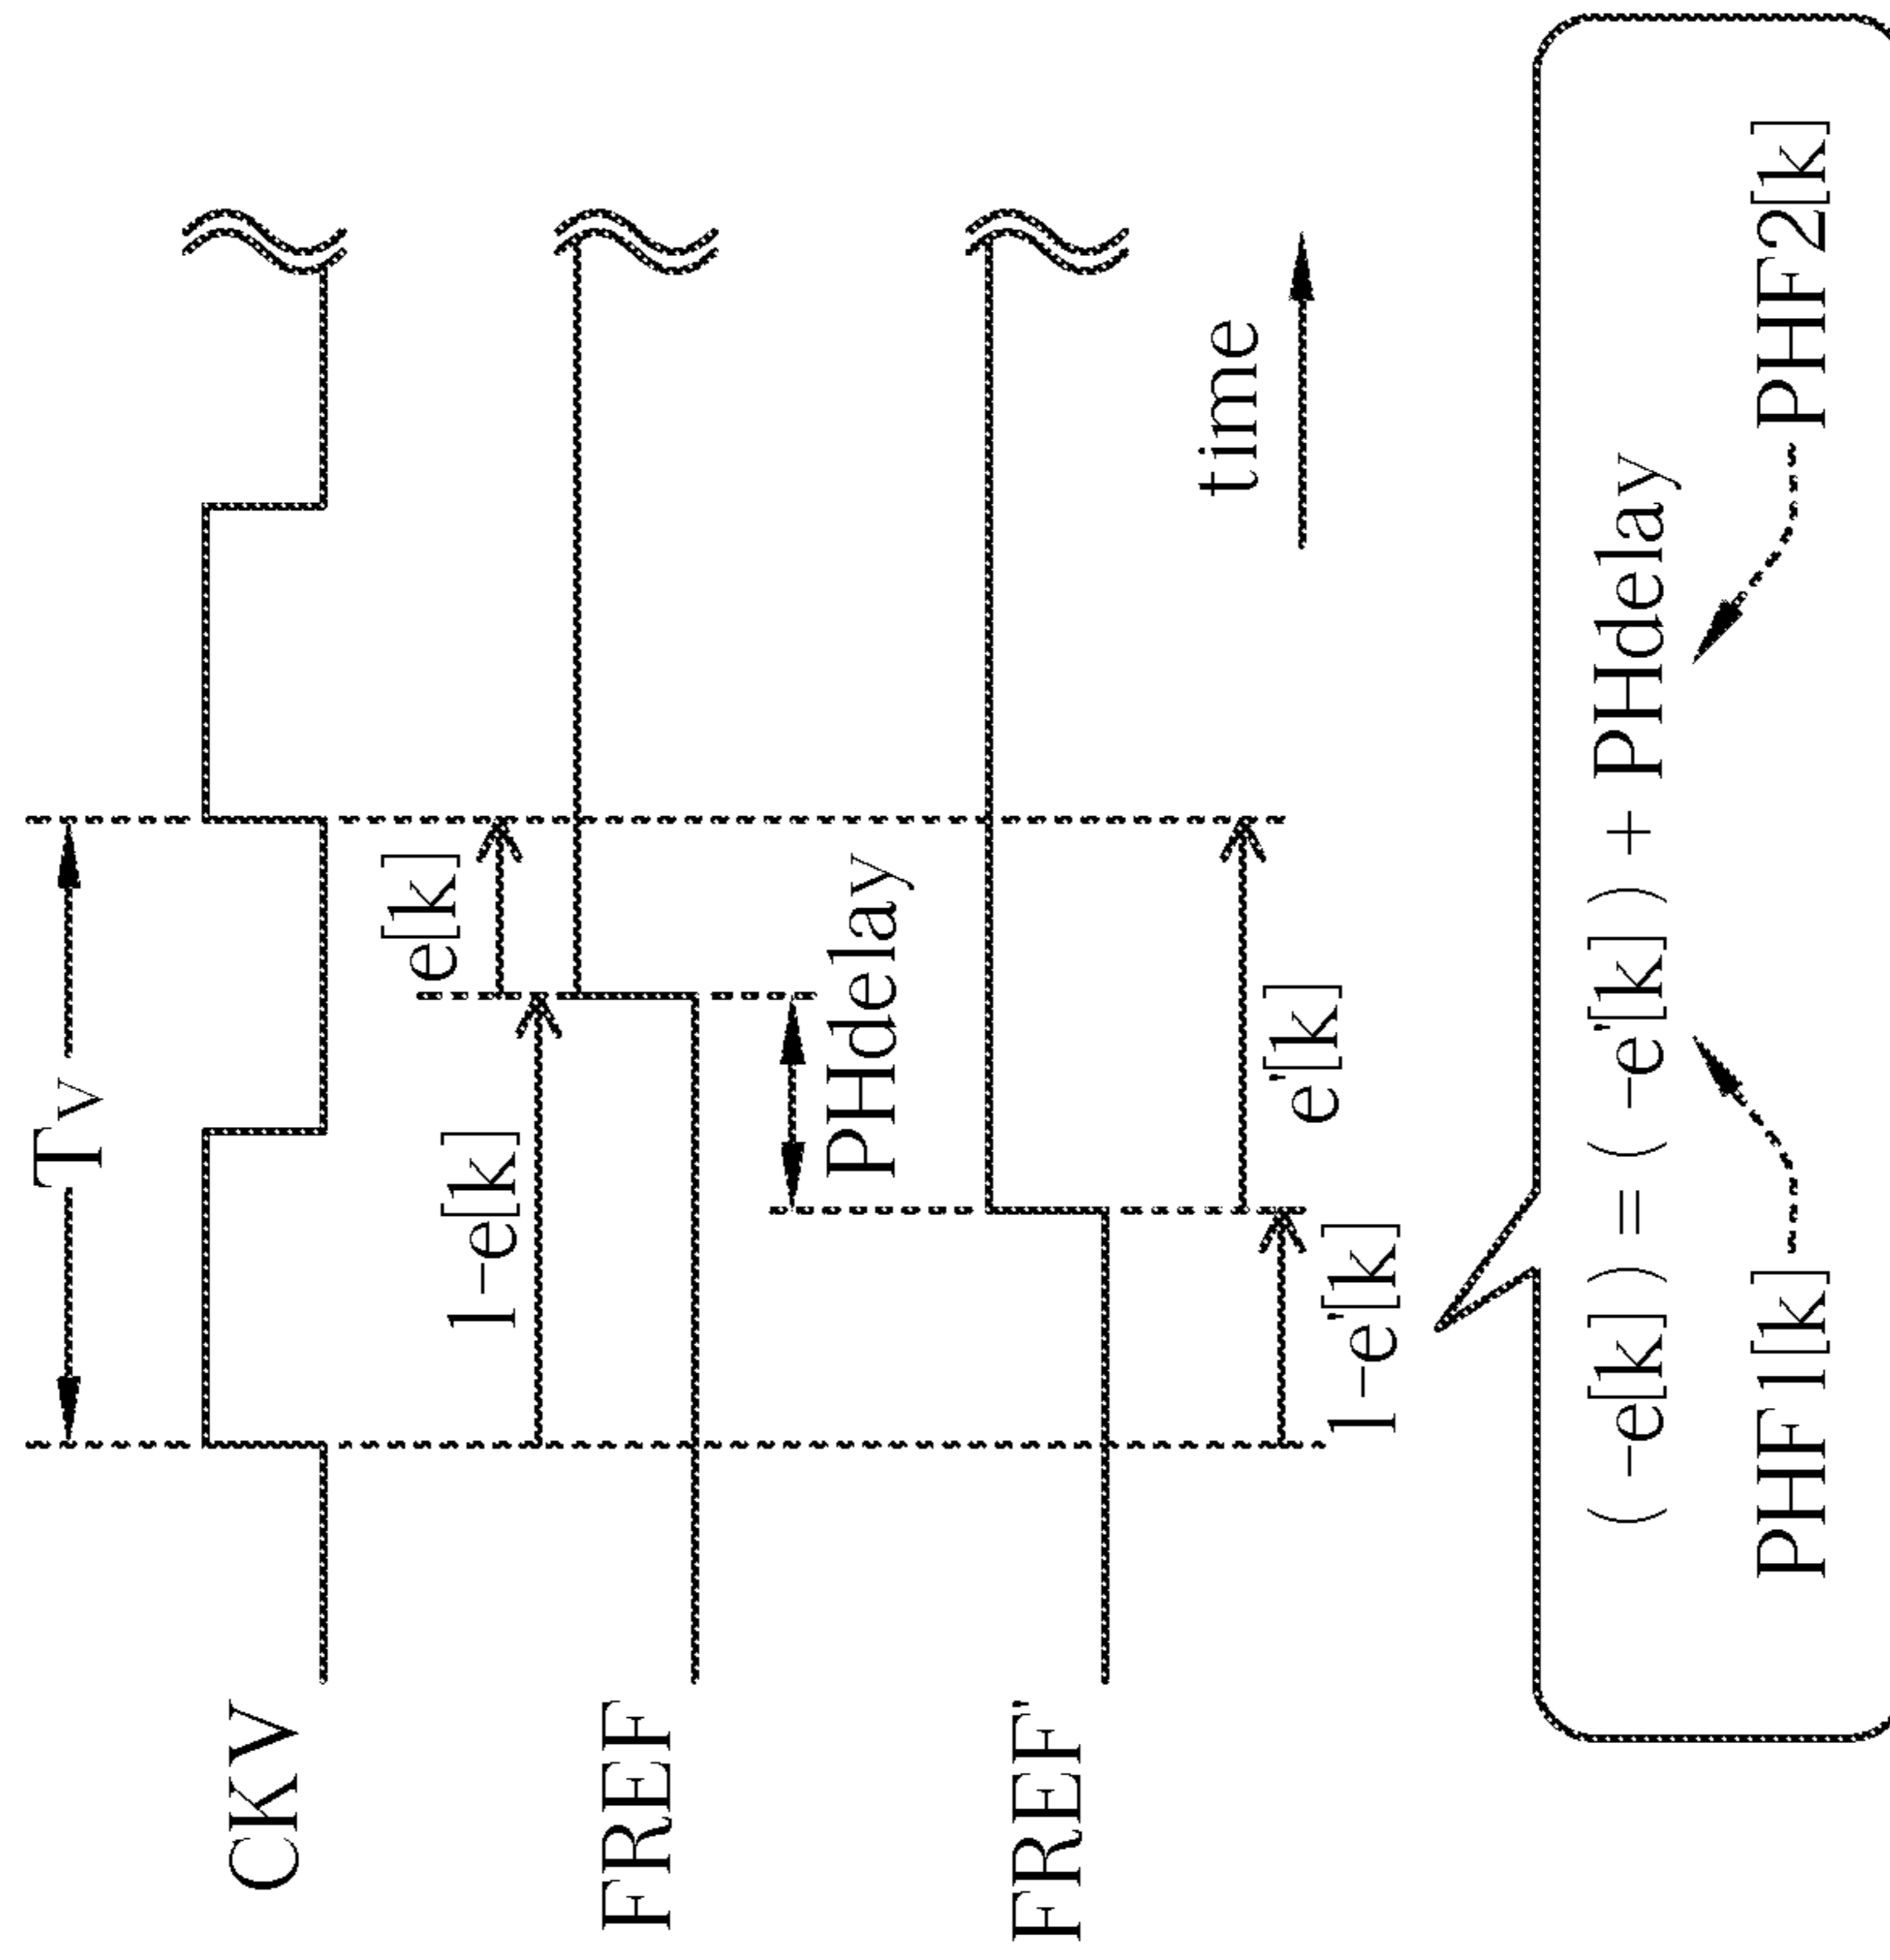 Tv
CKV
e[k]
1-e[k]
FREF
PHdelay
FREF'
e'[k]
1-e'[k]
time
(-e[k]) = (-e'[k]) + PHdelay
PHF1[k]
PHF2[k]